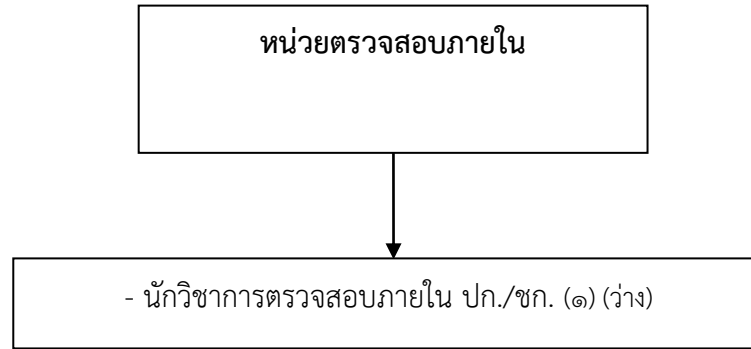 หน่วยตรวจสอบภายใน
- นักวิชาการตรวจสอบภายใน ปก./ชก. (๑) (ว่าง)